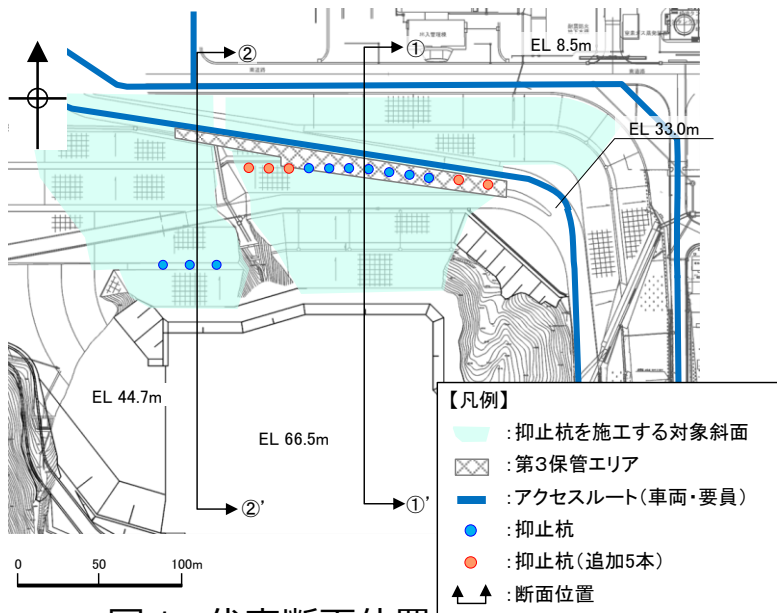 ②
①
EL 8.5m
EL 33.0m
EL 44.7m
EL 66.5m
②’
①’
0 50 100m
【凡例】
：抑止杭を施工する対象斜面
：第3保管エリア
：アクセスルート（車両・要員）
：抑止杭
：抑止杭（追加5本）
：断面位置